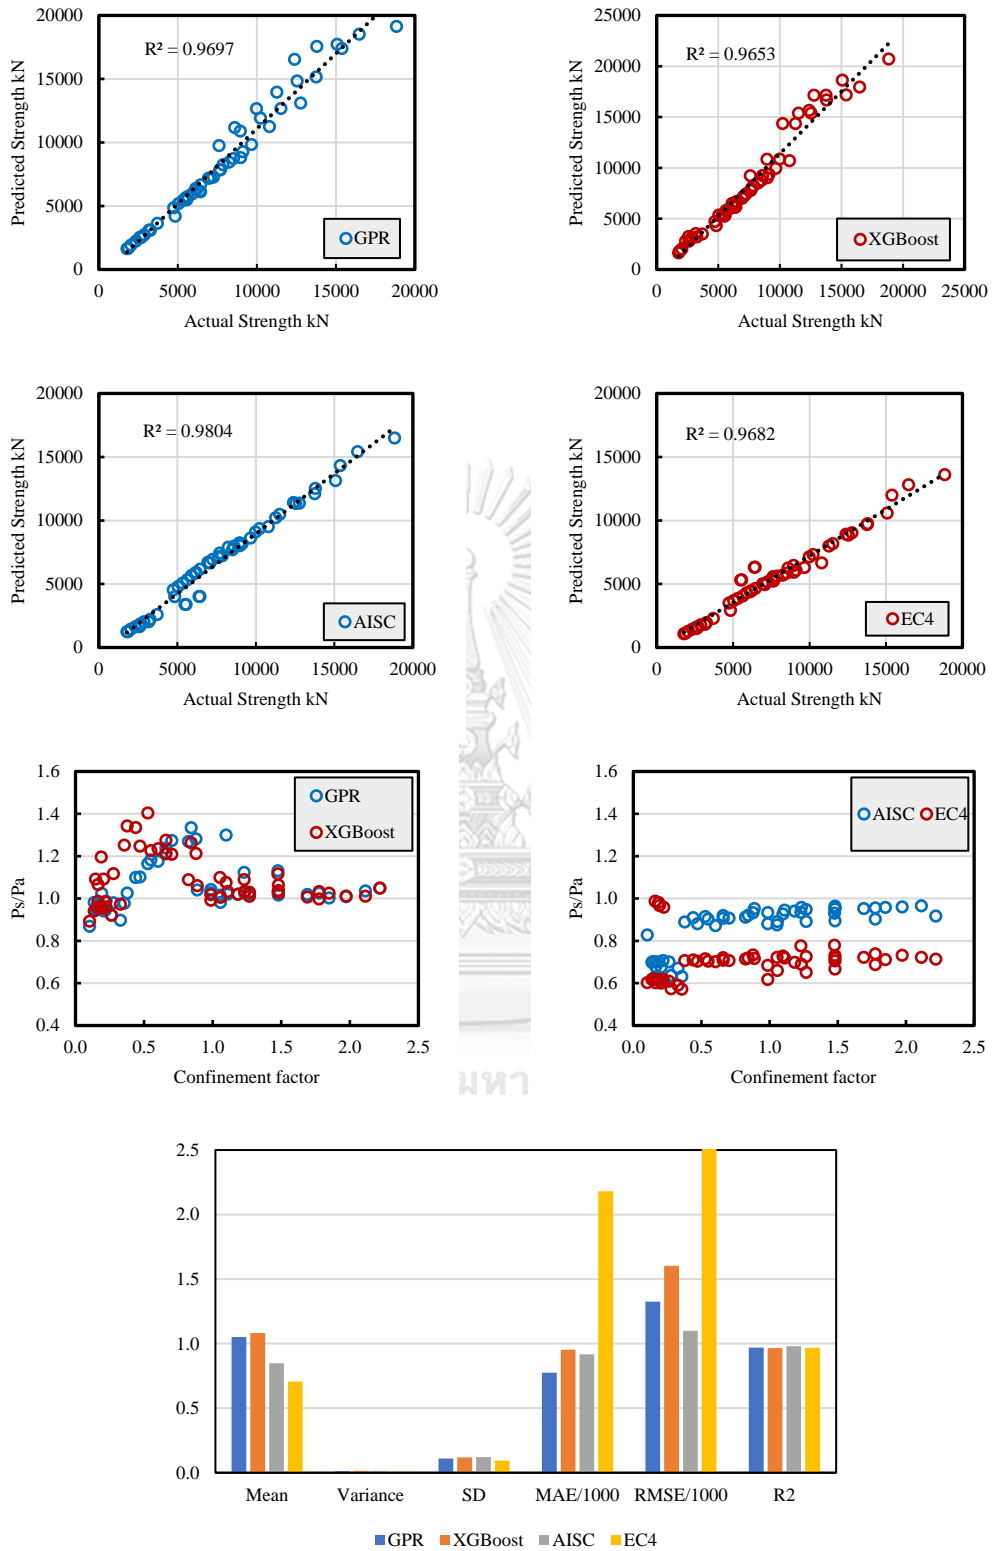 20000
15000
10000
5000
0
Predicted Strength kN
R² = 0.9697
GPR
0 5000 10000 15000 20000
Actual Strength kN
25000
20000
15000
10000
5000
0
Predicted Strength kN
R² = 0.9653
XGBoost
0 5000 10000 15000 20000 25000
Actual Strength kN
20000
15000
10000
5000
0
Predicted Strength kN
R² = 0.9804
AISC
0 5000 10000 15000 20000
Actual Strength kN
20000
15000
10000
5000
0
Predicted Strength kN
R² = 0.9682
EC4
0 5000 10000 15000 20000
Actual Strength kN
1.6
1.4
1.2
1.0
0.8
0.6
0.4
Ps/Pa
GPR
XGBoost
0.0 0.5 1.0 1.5 2.0 2.5
Confinement factor
1.6
1.4
1.2
1.0
0.8
0.6
0.4
Ps/Pa
AISC EC4
0.0 0.5 1.0 1.5 2.0 2.5
Confinement factor
มหา
2.5
2.0
1.5
1.0
0.5
0.0
Mean Variance SD MAE/1000 RMSE/1000 R2
GPR XGBoost AISC EC4